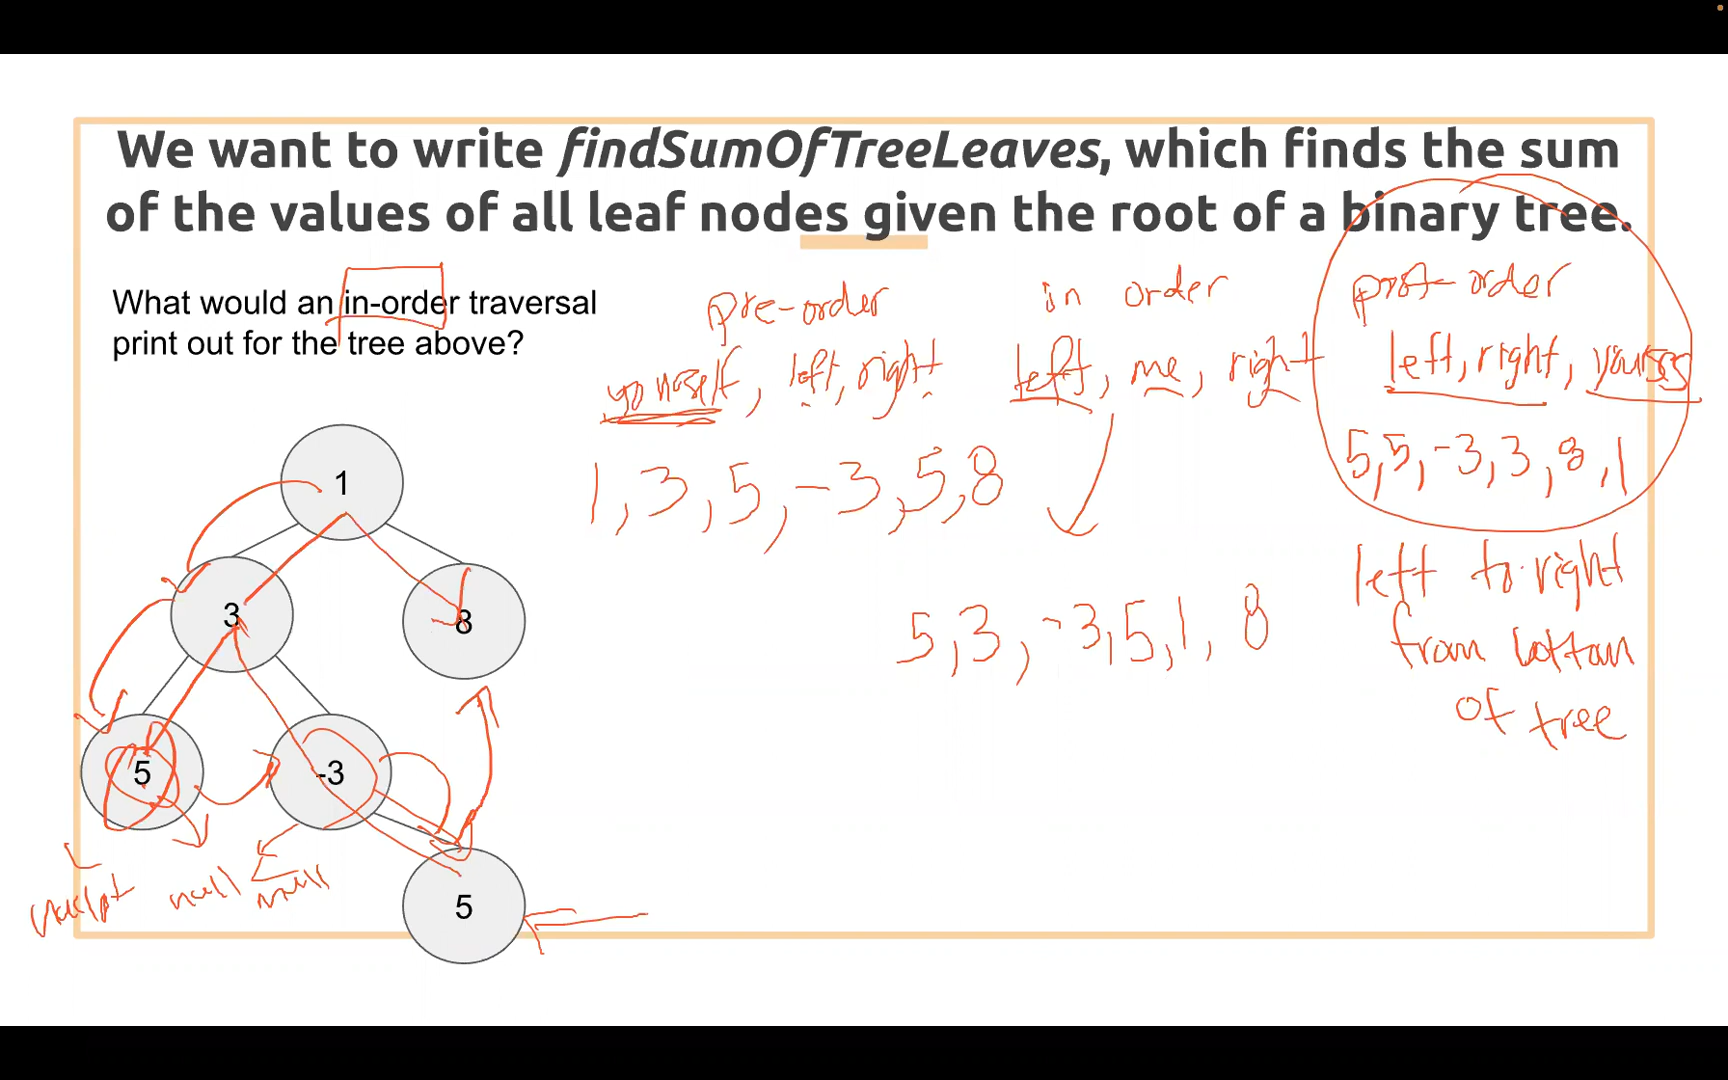 We want to write findSumOfTreeLeaves, which finds the sum
of the values of all leaf nodes given the root of a binary tree.
What would an in-order traversal
print out for the tree above?
pre-order
yourself, left, right
1, 3, 5, -3, 5, 8
in order
left, me, right
5, 3, -3, 5, 1, 8
post-order
left, right,
5, 5, -3, 3, 8, 1
left to right
from bottom
of tree
1
3
8
5
-3
null
null
5